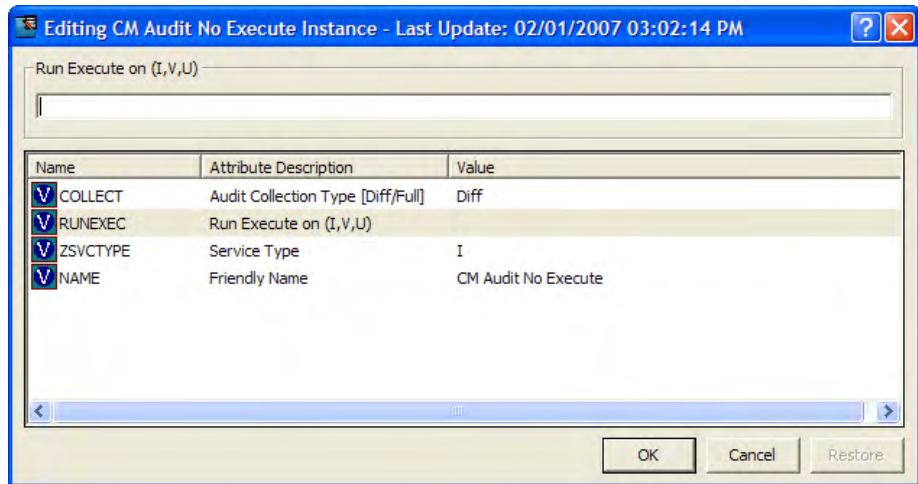 Editing CM Audit No Execute Instance - Last Update: 02/01/2007 03:02:14 PM
Run Execute on (I,V,U)
Name Attribute Description Value
V COLLECT Audit Collection Type [Diff/Full] Diff
V RUNEXEC Run Execute on (I,V,U)
V ZSVCTYPE Service Type I
V NAME Friendly Name CM Audit No Execute
OK Cancel Restore